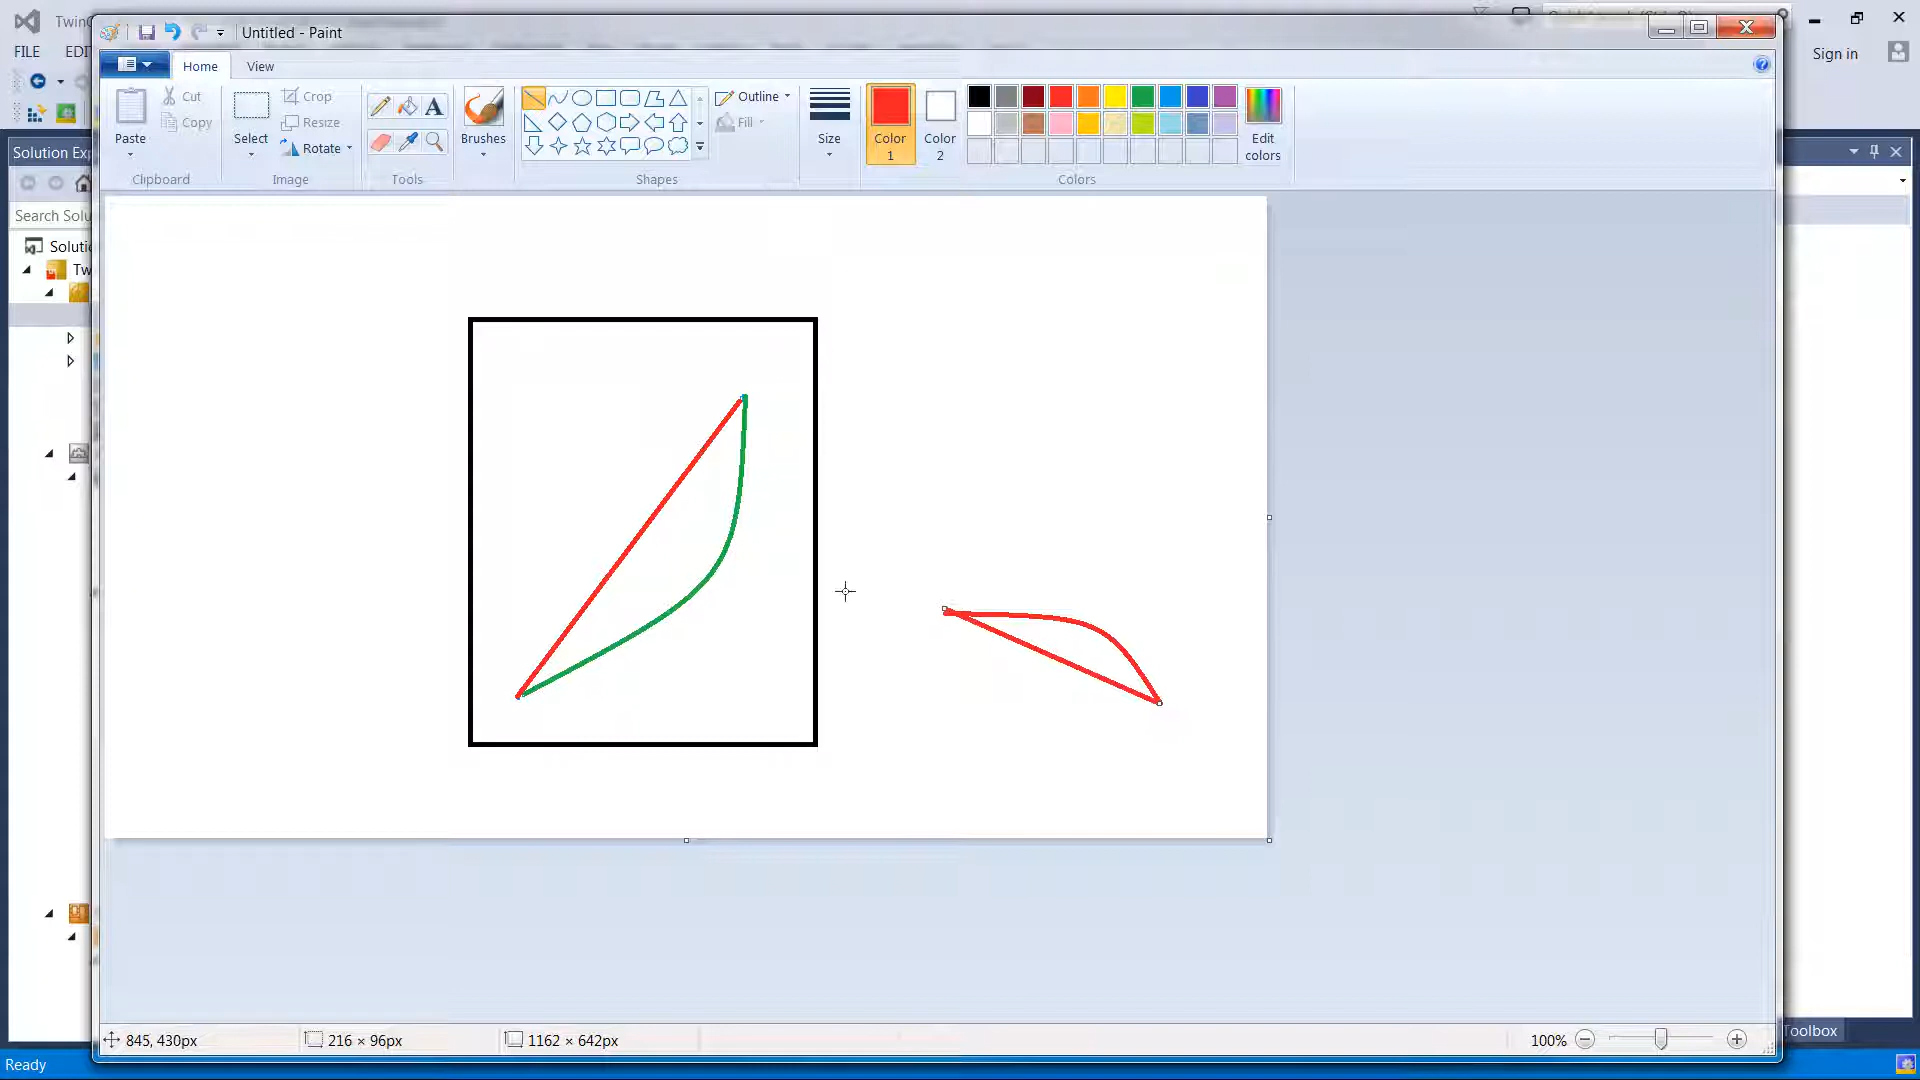 TwinC
Untitled - Paint
FILE
EDI
Sign in
Home
View
Paste
Cut
Copy
Clipboard
Select
Crop
Resize
Rotate
Image
A
Tools
Brushes
Outline
Fill
Shapes
Size
Color
1
Color
2
Edit
colors
Colors
Solution Exp
Search Solu
Solutio
Tw
845, 430px
216 × 96px
1162 × 642px
100%
Toolbox
Ready